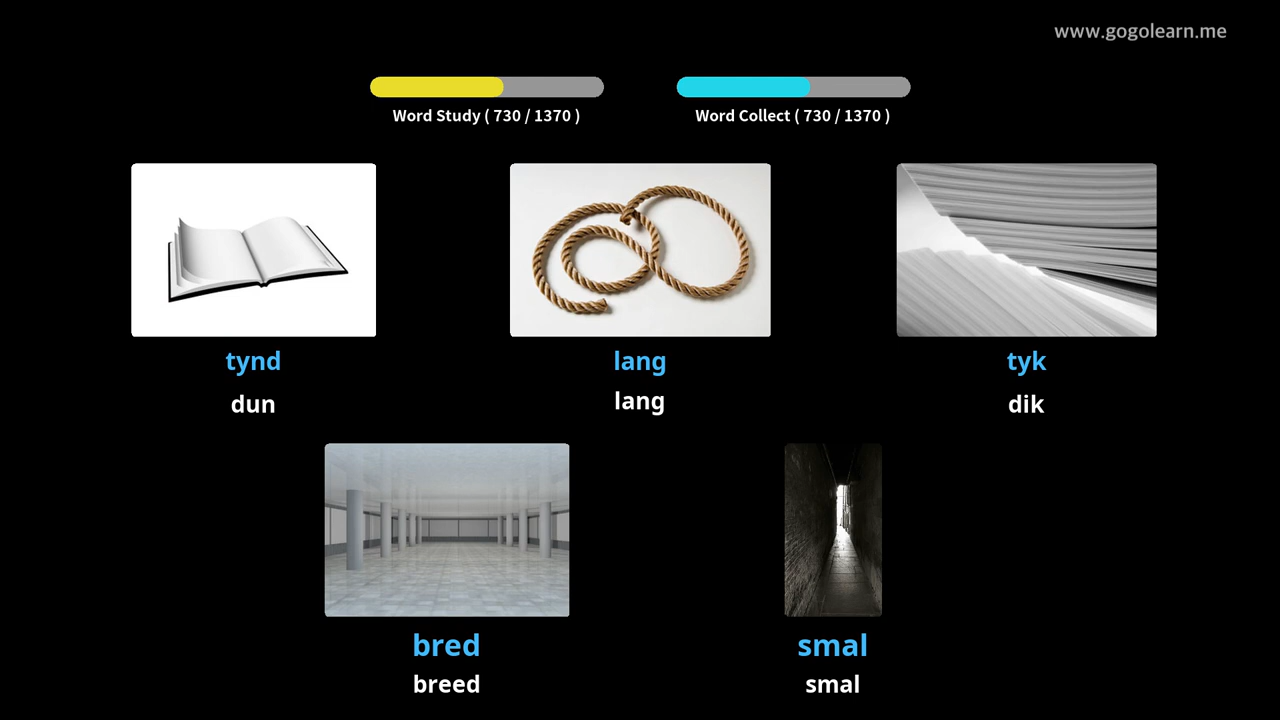 www.gogolearn.me
Word Study ( 730 / 1370 )
Word Collect ( 730 / 1370 )
tynd
dun
lang
lang
tyk
dik
bred
breed
smal
smal